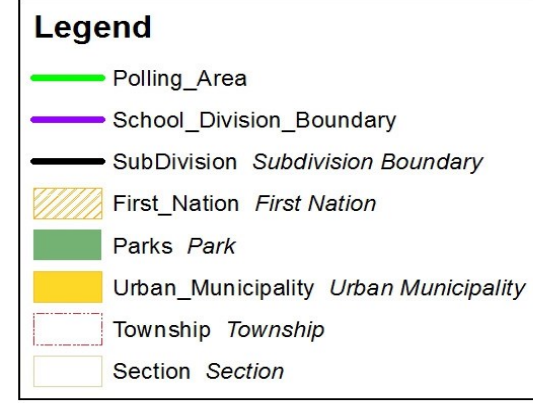 Legend
Polling_Area
School_Division_Boundary
SubDivision Subdivision Boundary
First_Nation First Nation
Parks Park
Urban_Municipality Urban Municipality
Township Township
Section Section